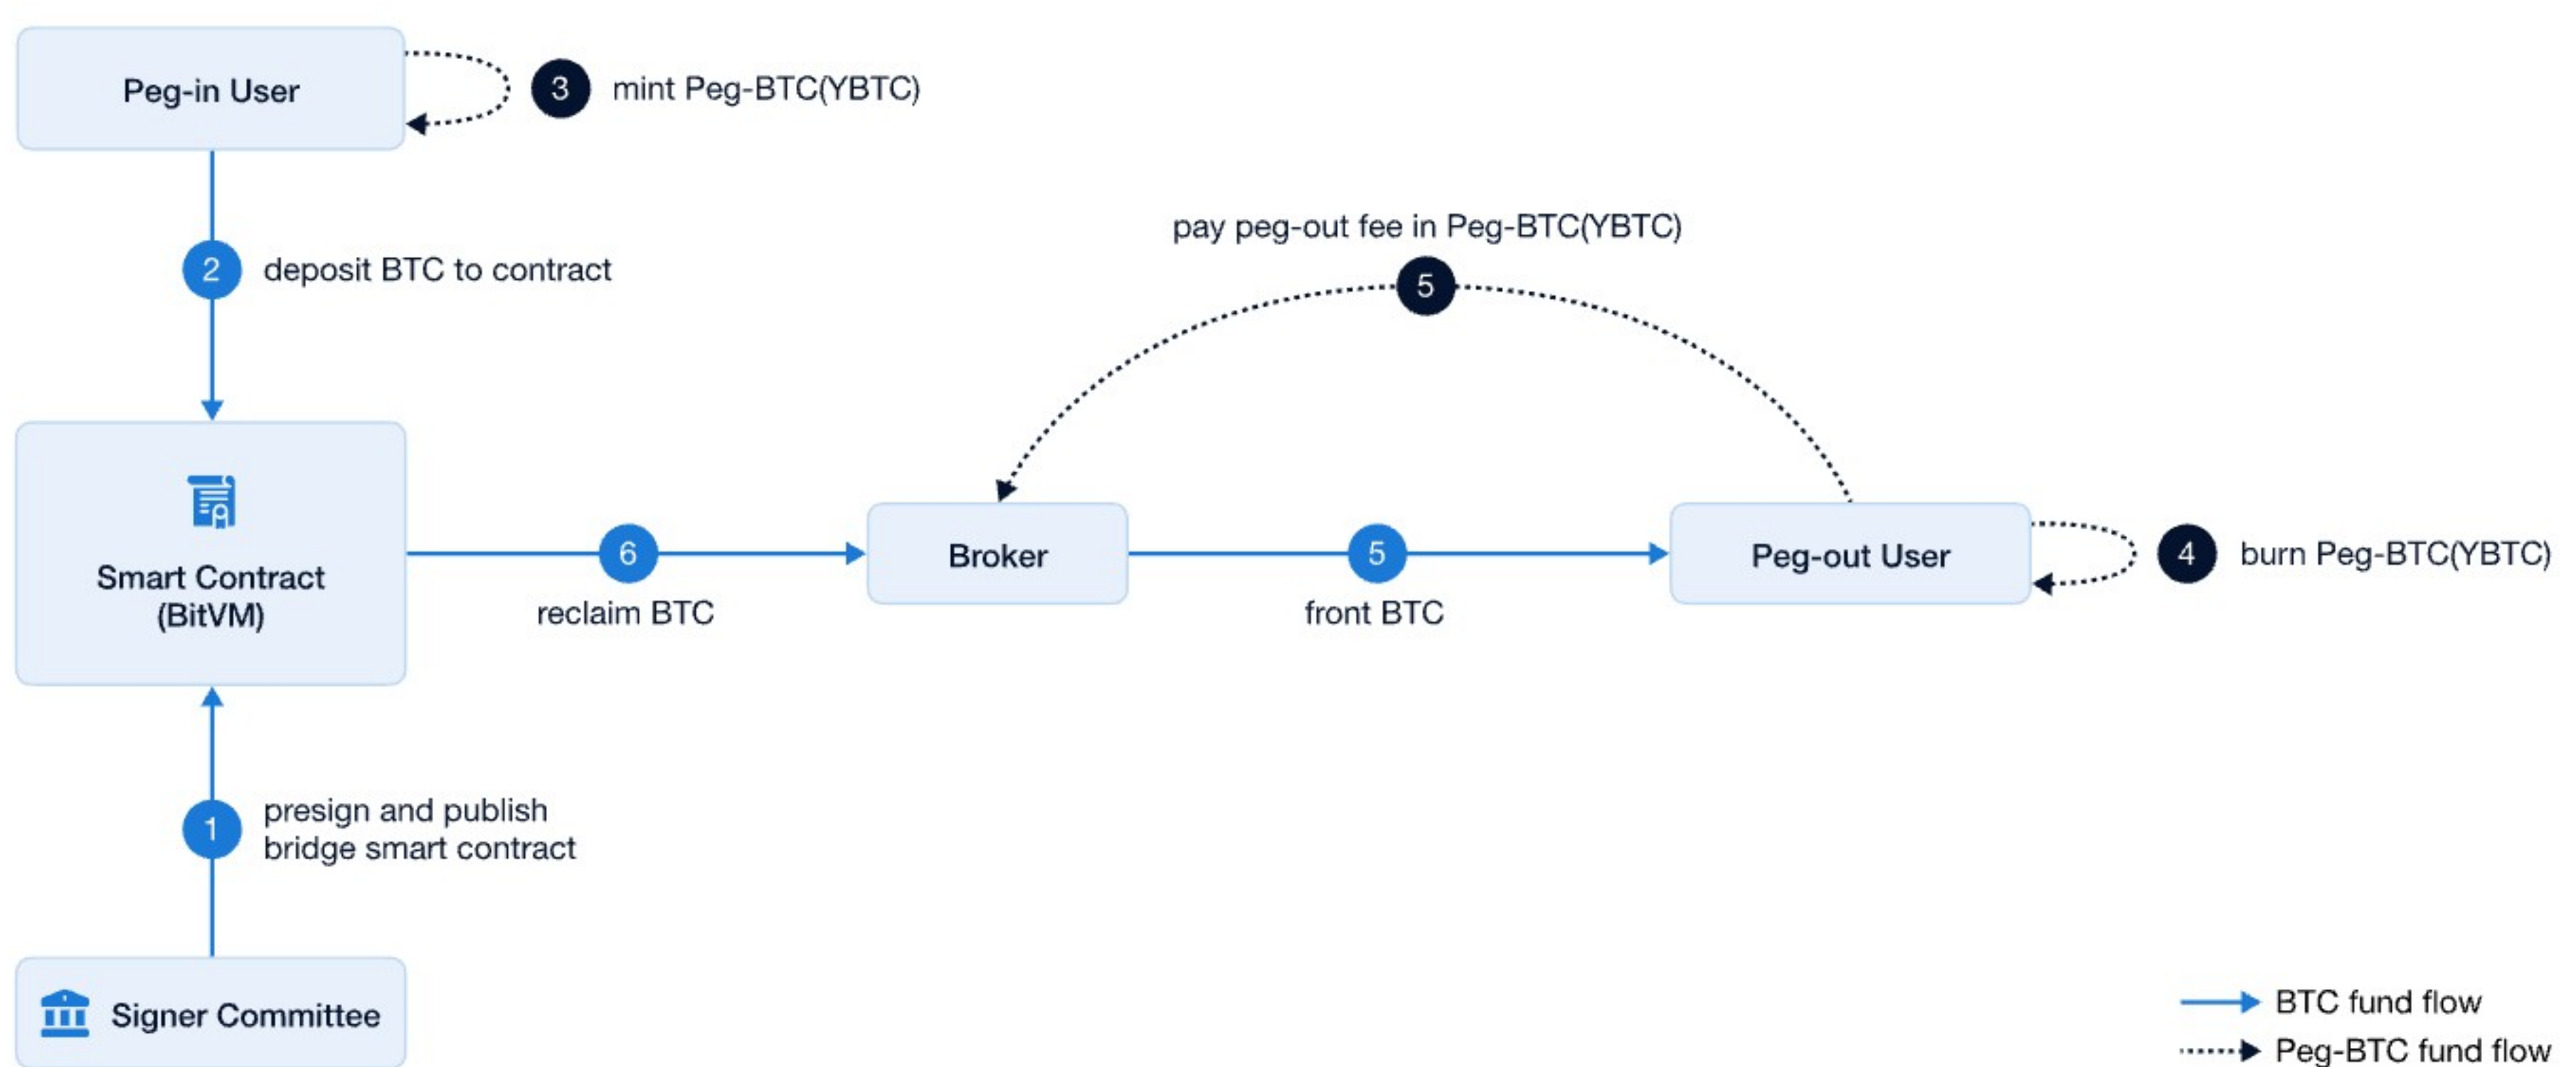 Peg-in User
3
mint Peg-BTC(YBTC)
2
deposit BTC to contract
pay peg-out fee in Peg-BTC(YBTC)
5
Smart Contract
(BitVM)
6
reclaim BTC
Broker
5
front BTC
Peg-out User
4
burn Peg-BTC(YBTC)
1
presign and publish
bridge smart contract
Signer Committee
BTC fund flow
Peg-BTC fund flow